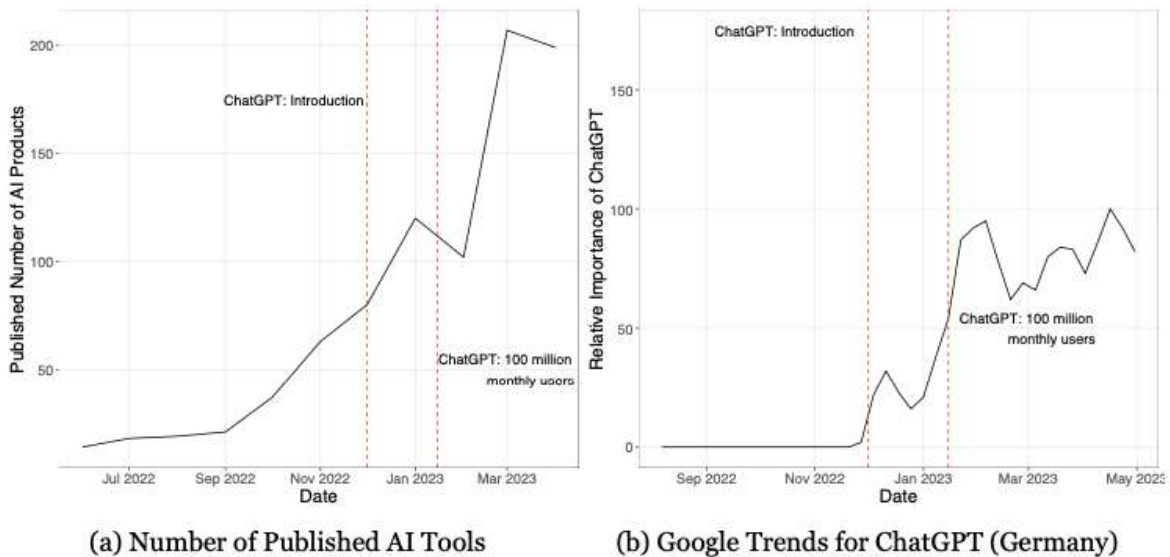 Published Number of AI Products
200
150
100
50
ChatGPT: Introduction
ChatGPT: 100 million
monthly users
Jul 2022
Sep 2022
Nov 2022
Jan 2023
Mar 2023
Date
(a) Number of Published AI Tools
Relative Importance of ChatGPT
150
100
50
0
ChatGPT: Introduction
ChatGPT: 100 million
monthly users
Sep 2022
Nov 2022
Jan 2023
Mar 2023
May 2023
Date
(b) Google Trends for ChatGPT (Germany)